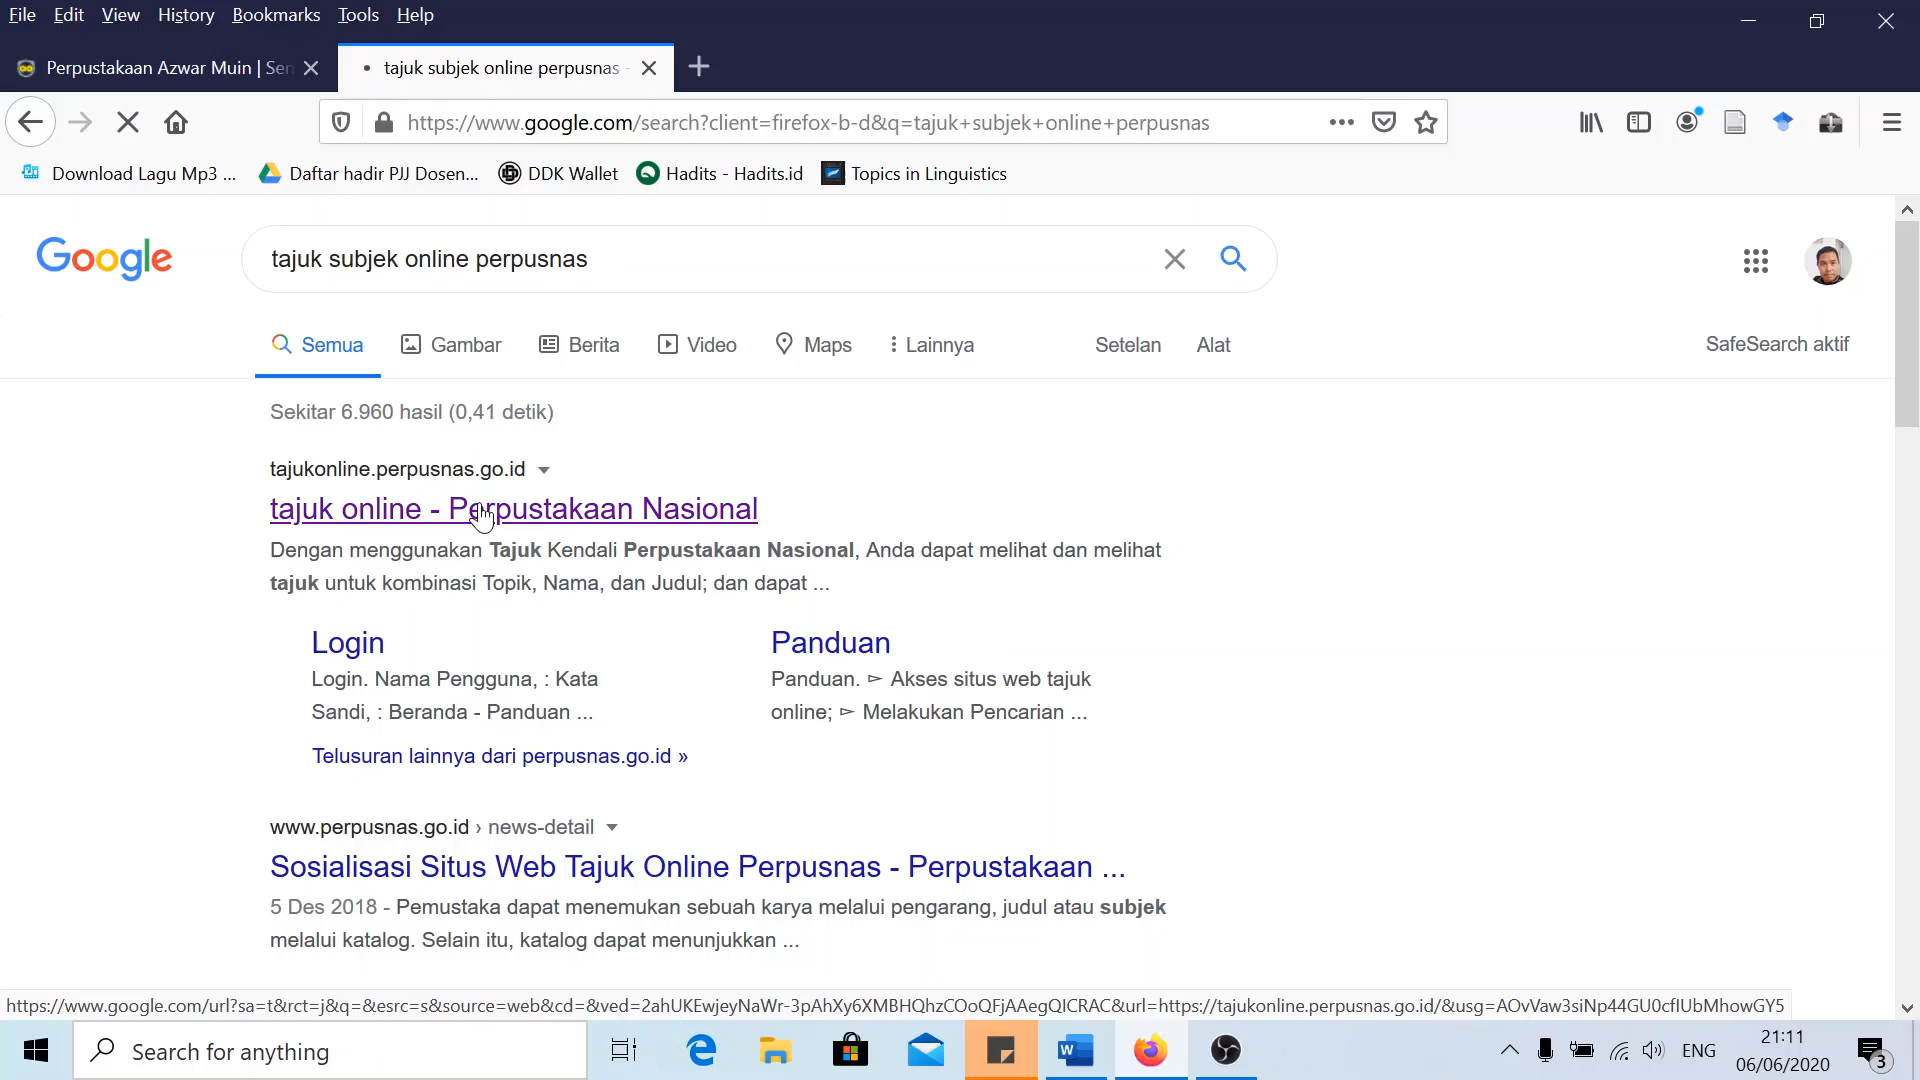 File Edit View History Bookmarks Tools Help
Perpustakaan Azwar Muin | Sen
tajuk subjek online perpusnas -
https://www.google.com/search?client=firefox-b-d&q=tajuk+subjek+online+perpusnas
Download Lagu Mp3 ...
Daftar hadir PJJ Dosen...
DDK Wallet
Hadits - Hadits.id
Topics in Linguistics
Google
tajuk subjek online perpusnas
Semua Gambar Berita Video Maps Lainnya Setelan Alat SafeSearch aktif
Sekitar 6.960 hasil (0,41 detik)
tajukonline.perpusnas.go.id
tajuk online - Perpustakaan Nasional
Dengan menggunakan Tajuk Kendali Perpustakaan Nasional, Anda dapat melihat dan melihat
tajuk untuk kombinasi Topik, Nama, dan Judul; dan dapat ...
Login
Login. Nama Pengguna, : Kata
Sandi, : Beranda - Panduan ...
Panduan
Panduan. ▻ Akses situs web tajuk
online; ▻ Melakukan Pencarian ...
Telusuran lainnya dari perpusnas.go.id »
www.perpusnas.go.id › news-detail
Sosialisasi Situs Web Tajuk Online Perpusnas - Perpustakaan ...
5 Des 2018 - Pemustaka dapat menemukan sebuah karya melalui pengarang, judul atau subjek
melalui katalog. Selain itu, katalog dapat menunjukkan ...
https://www.google.com/url?sa=t&rct=j&q=&esrc=s&source=web&cd=&ved=2ahUKEwjeyNaWr-3pAhXy6XMBHQhzCOoQFjAAegQICRAC&url=https://tajukonline.perpusnas.go.id/&usg=AOvVaw3siNp44GU0cflUbMhowGY5
Search for anything
ENG
21:11
06/06/2020
3